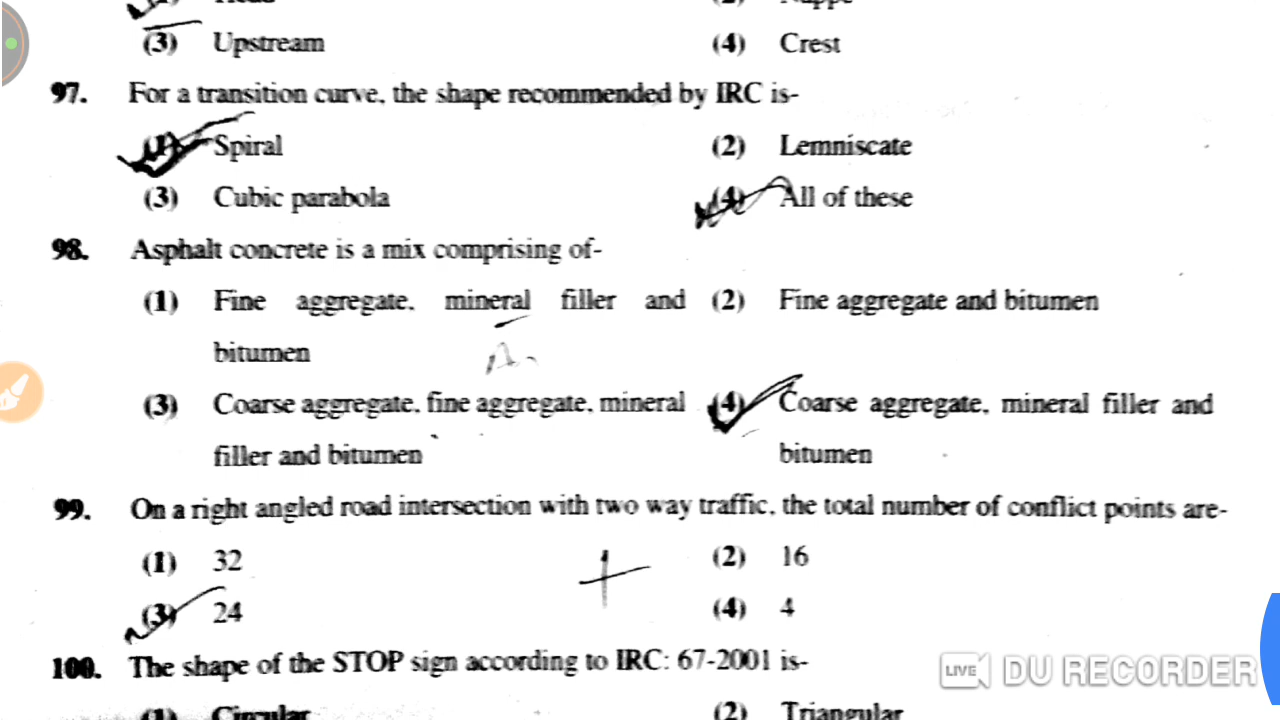 (3) Upstream (4) Crest
97. For a transition curve, the shape recommended by IRC is-
(1) Spiral (2) Lemniscate
(3) Cubic parabola (4) All of these
98. Asphalt concrete is a mix comprising of-
(1) Fine aggregate, mineral filler and (2) Fine aggregate and bitumen
bitumen
(3) Coarse aggregate, fine aggregate, mineral (4) Coarse aggregate, mineral filler and
filler and bitumen bitumen
99. On a right angled road intersection with two way traffic, the total number of conflict points are-
(1) 32 (2) 16
(3) 24 (4) 4
100. The shape of the STOP sign according to IRC: 67-2001 is-
(1) Circular (2) Triangular
LIVE DU RECORDER